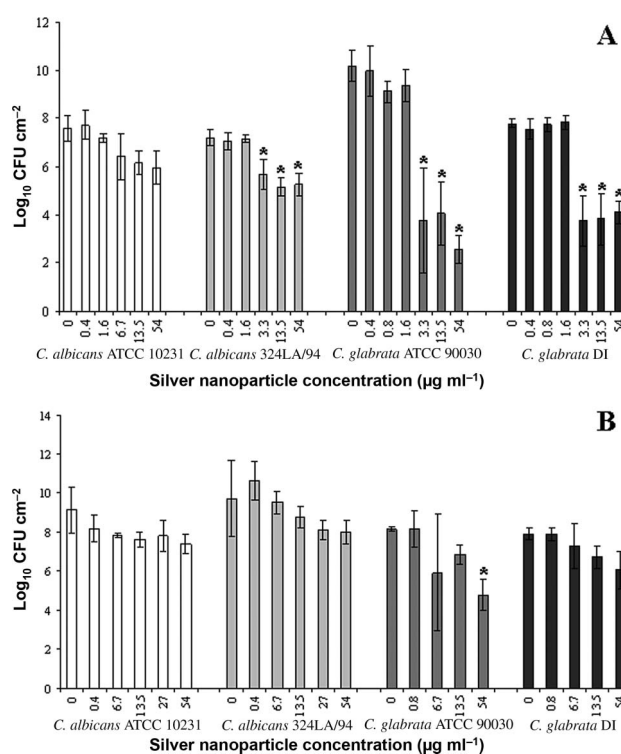 A
Log10 CFU cm–2
12
10
8
6
4
2
0
* * * * * * * * *
0 0.4 1.6 6.7 13.5 54 0 0.4 1.6 3.3 13.5 54 0 0.4 0.8 1.6 3.3 13.5 54 0 0.4 0.8 1.6 3.3 13.5 54
C. albicans ATCC 10231 C. albicans 324LA/94 C. glabrata ATCC 90030 C. glabrata DI
Silver nanoparticle concentration (µg ml–1)
B
Log10 CFU cm–2
14
12
10
8
6
4
2
0
*
0 0.4 6.7 13.5 27 54 0 0.4 6.7 13.5 27 54 0 0.8 6.7 13.5 54 0 0.8 6.7 13.5 54
C. albicans ATCC 10231 C. albicans 324LA/94 C. glabrata ATCC 90030 C. glabrata DI
Silver nanoparticle concentration (µg ml–1)